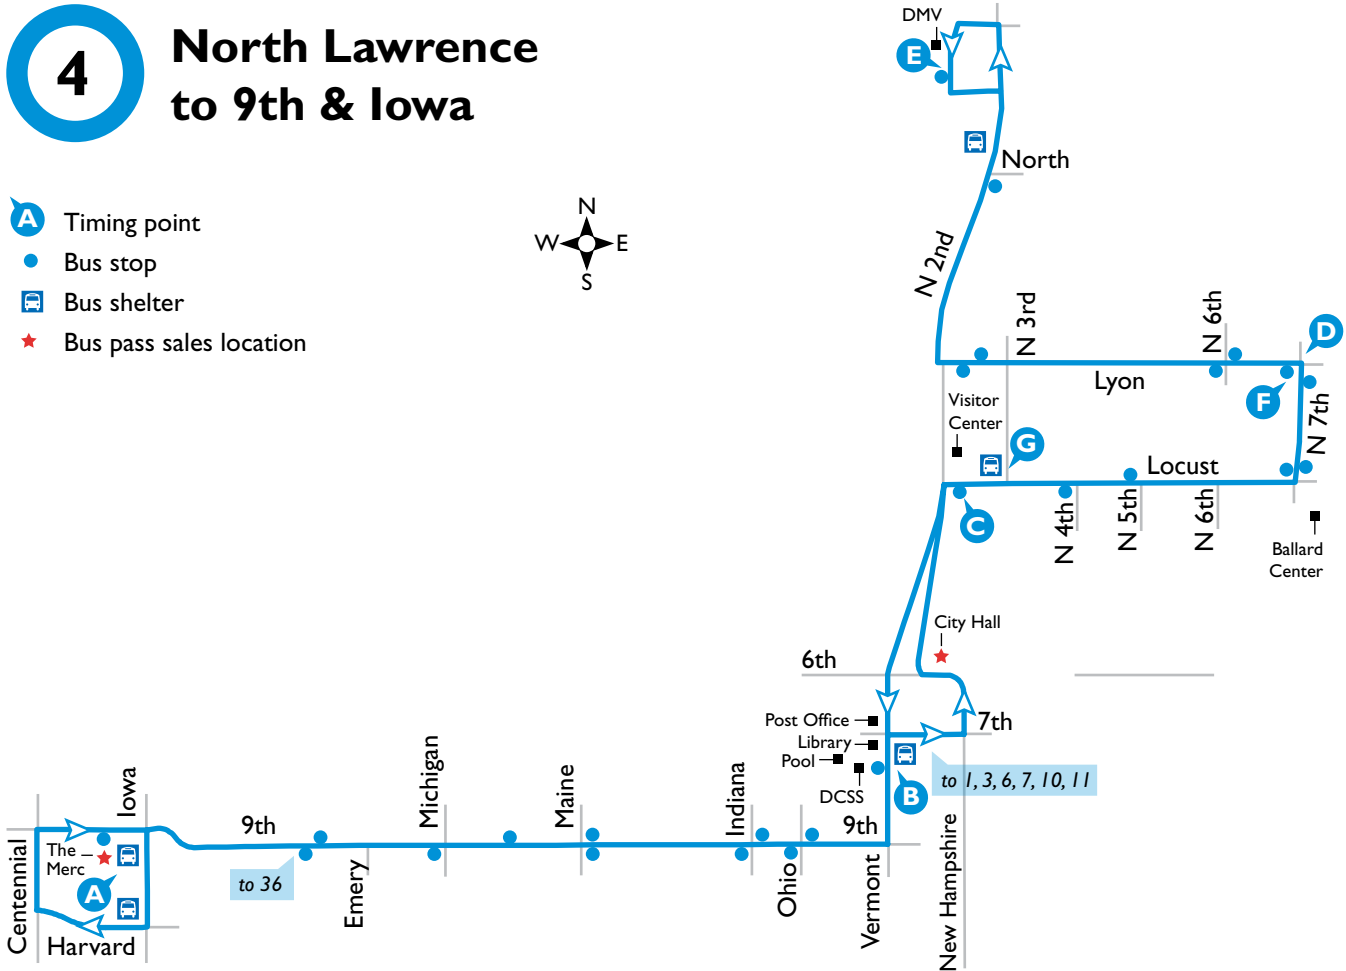 4
North Lawrence
to 9th & Iowa
A Timing point
Bus stop
Bus shelter
Bus pass sales location
N
W E
S
DMV
E
North
N 2nd
N 3rd
N 6th
D
Lyon
F
N 7th
Visitor
Center
G
Locust
C
N 4th
N 5th
N 6th
Ballard
Center
City Hall
6th
7th
Post Office
Library
Pool
DCSS
B
to 1, 3, 6, 7, 10, 11
New Hampshire
Vermont
9th
Ohio
Indiana
Maine
Michigan
Emery
9th
to 36
Iowa
The
Merc
A
Centennial
Harvard